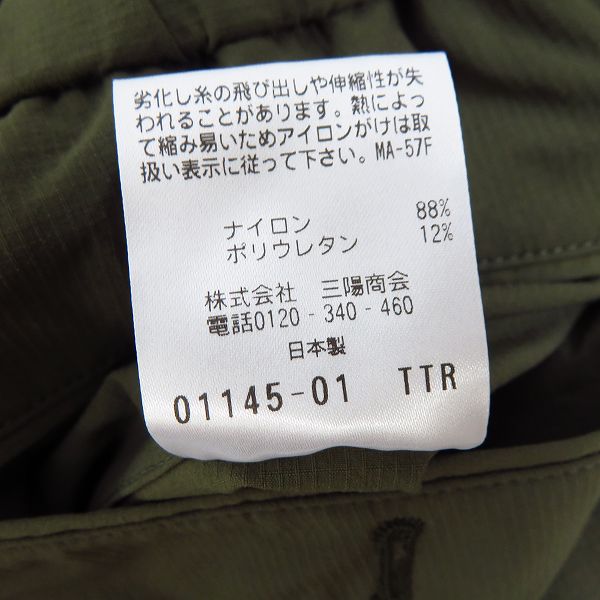 劣化し糸の飛び出しや伸縮性が失
われることがあります。熱によっ
て縮み易いためアイロンがけは取
扱い表示に従って下さい。MA-57F
ナイロン 88%
ポリウレタン 12%
株式会社 三陽商会
電話0120-340-460
日本製
01145-01 TTR